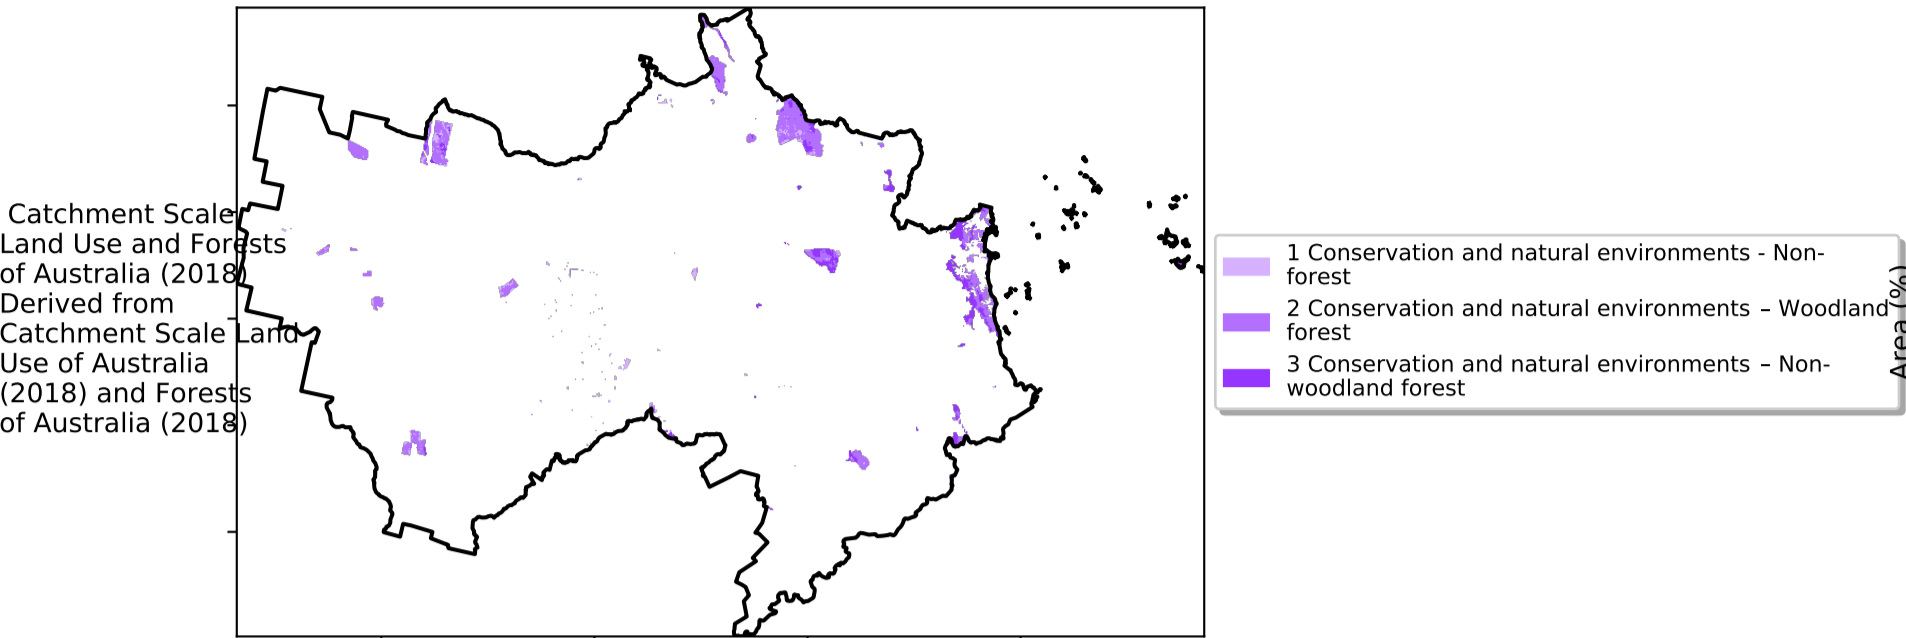 Catchment Scale
Land Use and Forests
of Australia (2018)
Derived from
Catchment Scale Land
Use of Australia
(2018) and Forests
of Australia (2018)
1 Conservation and natural environments - Non-
forest
2 Conservation and natural environments – Woodland
forest
3 Conservation and natural environments – Non-
woodland forest
Area (%)